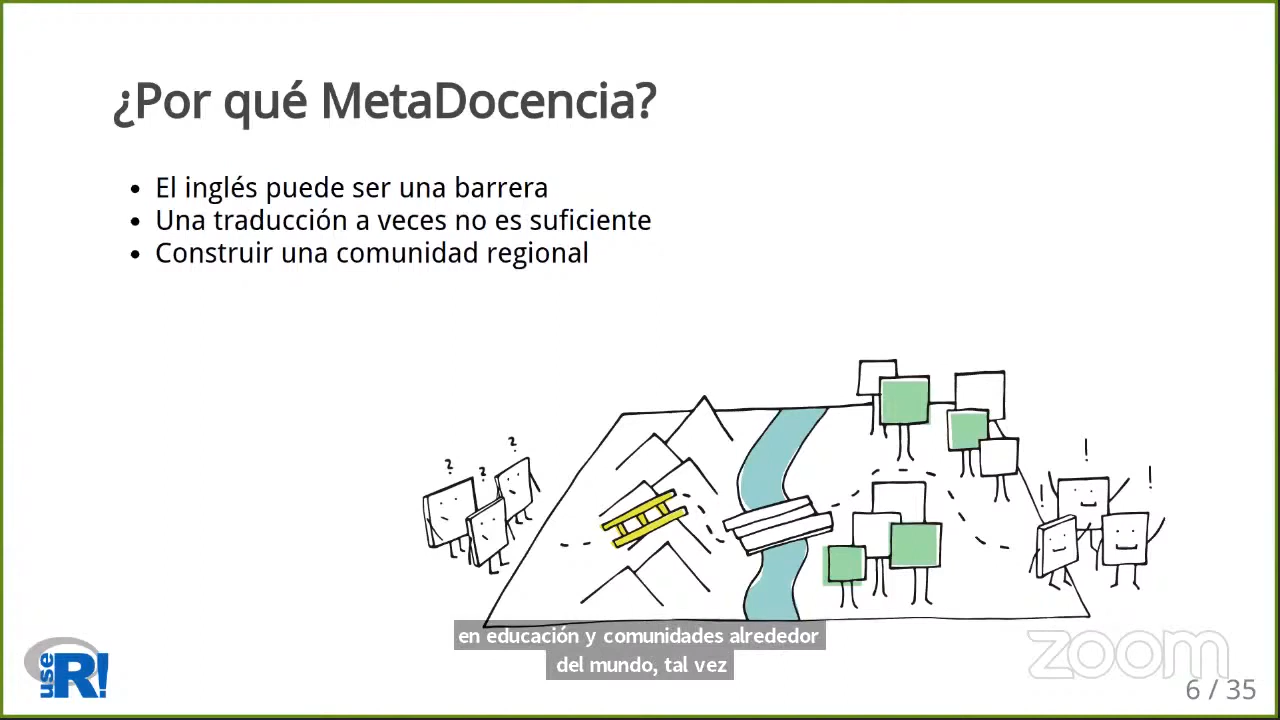 ¿Por qué MetaDocencia?
El inglés puede ser una barrera
Una traducción a veces no es suficiente
Construir una comunidad regional
? ? ?
! ! !
en educación y comunidades alrededor
del mundo, tal vez
useR!
zoom
6 / 35